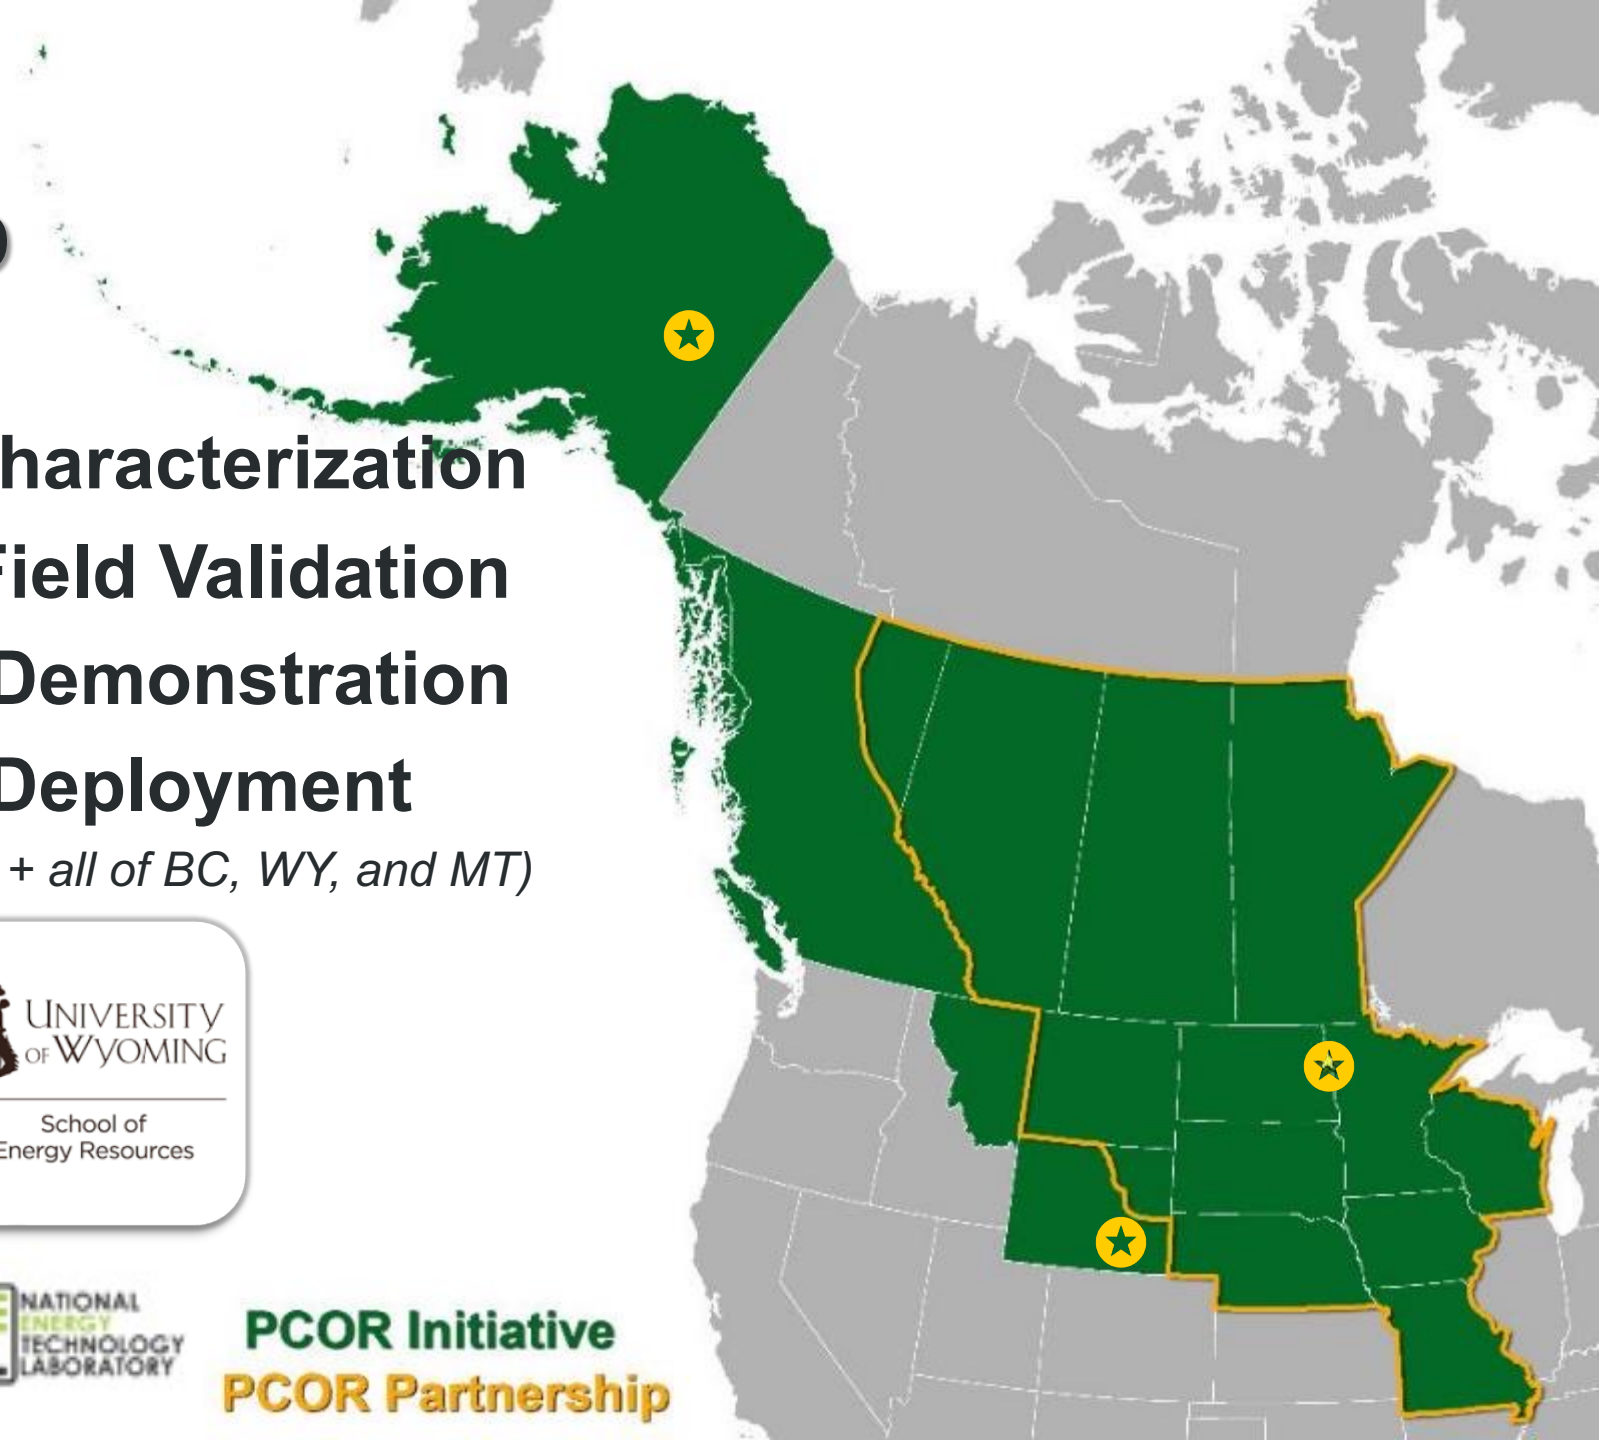 haracterization
Field Validation
Demonstration
Deployment
+ all of BC, WY, and MT)
UNIVERSITY
OF WYOMING
School of
Energy Resources
NATIONAL
ENERGY
TECHNOLOGY
LABORATORY
PCOR Initiative
PCOR Partnership